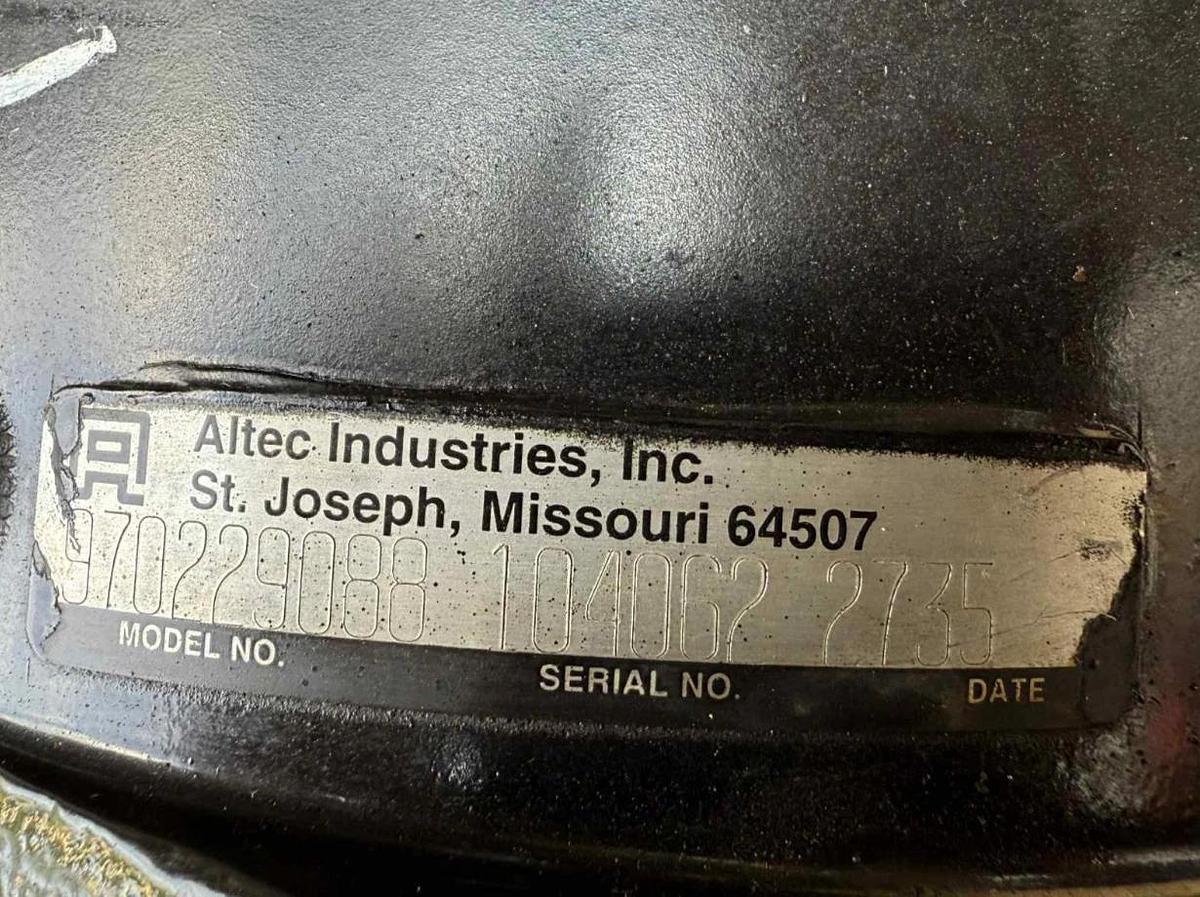 Altec Industries, Inc.
St. Joseph, Missouri 64507
970229088 104062 2735
MODEL NO. SERIAL NO. DATE